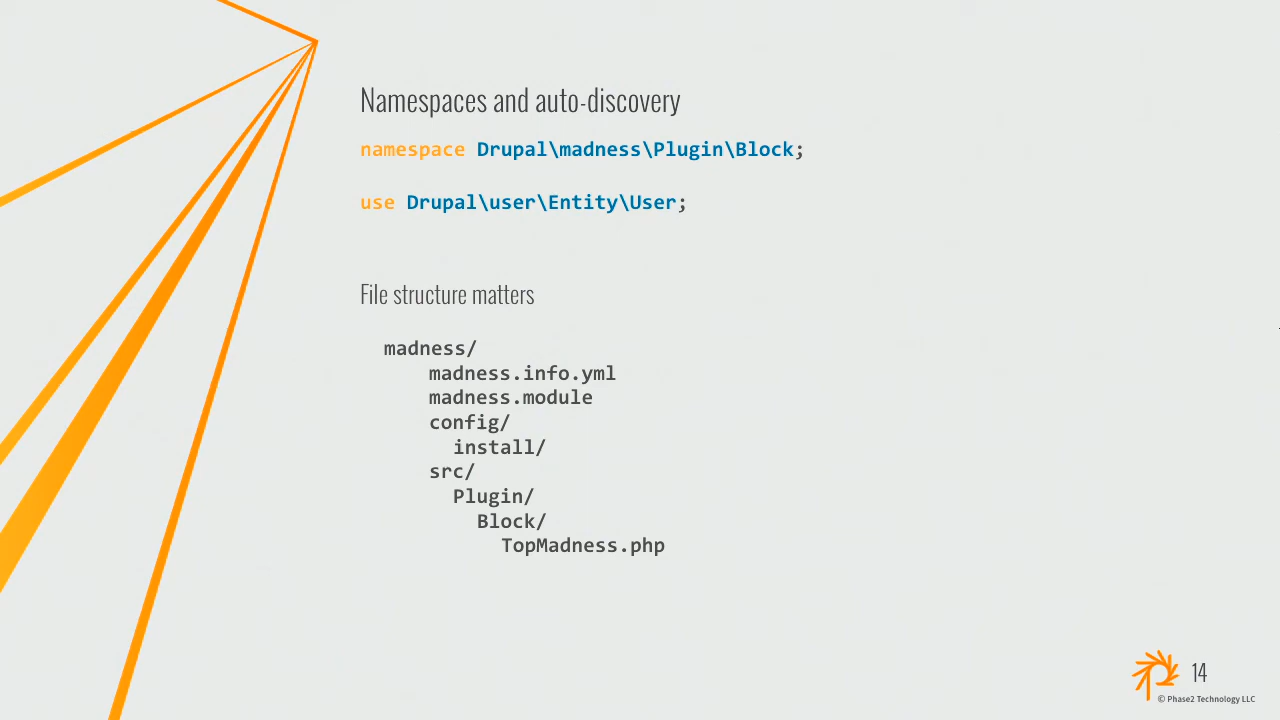 Namespaces and auto-discovery
namespace Drupal\madness\Plugin\Block;
use Drupal\user\Entity\User;
File structure matters
madness/
madness.info.yml
madness.module
config/
install/
src/
Plugin/
Block/
TopMadness.php
14
© Phase2 Technology LLC